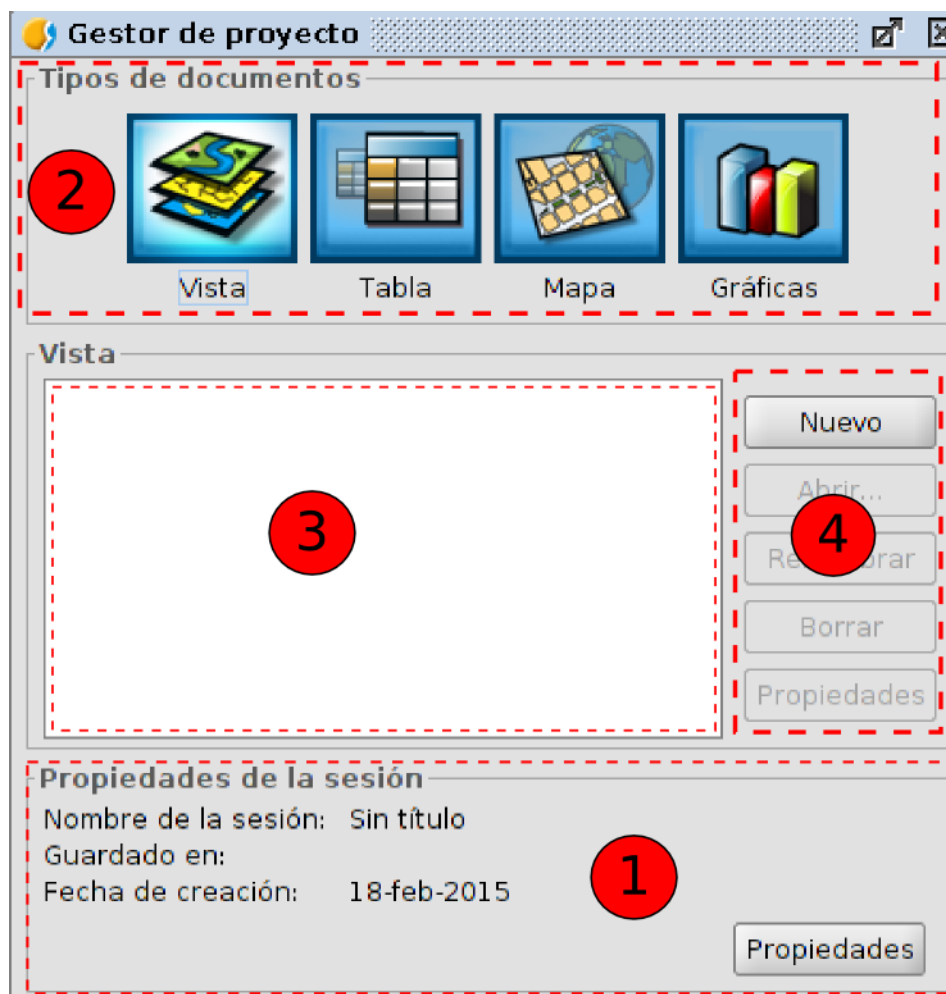 Gestor de proyecto
Tipos de documentos
2
Vista Tabla Mapa Gráficas
Vista
Nuevo
Abrir...
3
4
Borrar
Propiedades
Propiedades de la sesión
Nombre de la sesión: Sin título
Guardado en:
1
Fecha de creación: 18-feb-2015
Propiedades